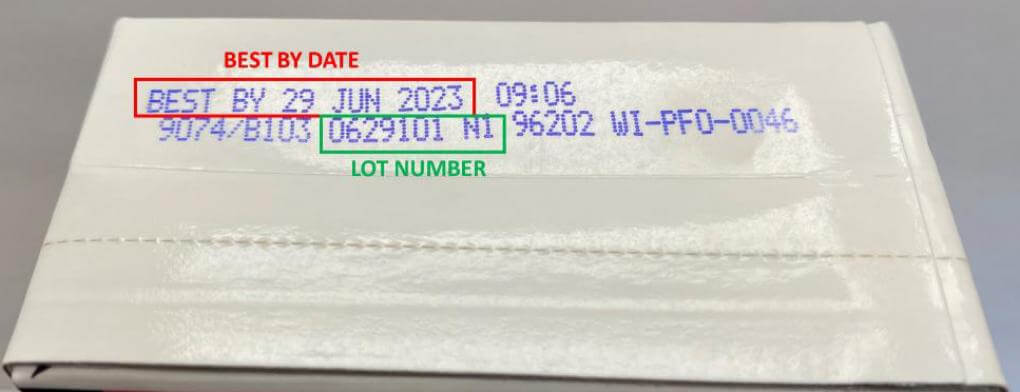 BEST BY DATE
BEST BY 29 JUN 2023 09:06
9074/B103 0629101 N1 96202 WI-PFO-0046
LOT NUMBER